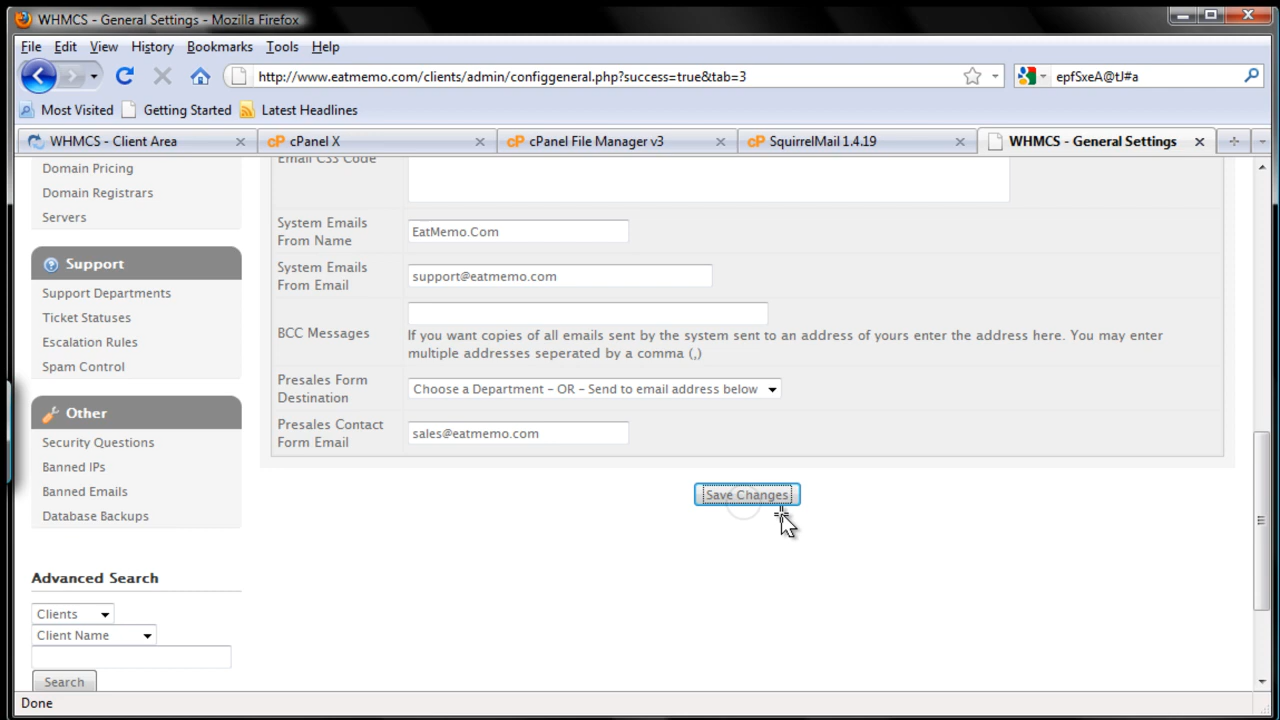 WHMCS - General Settings - Mozilla Firefox
File Edit View History Bookmarks Tools Help
http://www.eatmemo.com/clients/admin/configgeneral.php?success=true&tab=3
epfSxeA@tJ#a
Most Visited Getting Started Latest Headlines
WHMCS - Client Area
cPanel X
cPanel File Manager v3
SquirrelMail 1.4.19
WHMCS - General Settings
Domain Pricing
Domain Registrars
Servers
Support
Support Departments
Ticket Statuses
Escalation Rules
Spam Control
Other
Security Questions
Banned IPs
Banned Emails
Database Backups
Advanced Search
Clients
Client Name
Search
Email CSS Code
System Emails
From Name
EatMemo.Com
System Emails
From Email
support@eatmemo.com
BCC Messages
If you want copies of all emails sent by the system sent to an address of yours enter the address here. You may enter
multiple addresses seperated by a comma (,)
Presales Form
Destination
Choose a Department - OR - Send to email address below
Presales Contact
Form Email
sales@eatmemo.com
Save Changes
Done